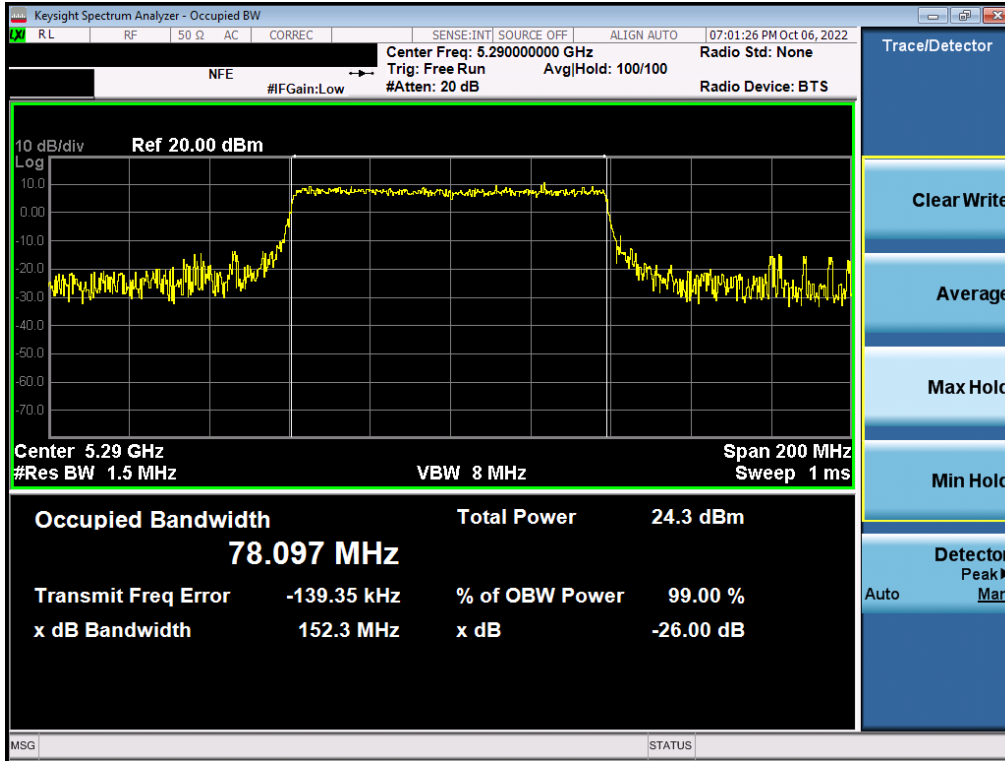 Keysight Spectrum Analyzer - Occupied BW
LXI RL RF 50 Ω AC CORREC SENSE:INT SOURCE OFF ALIGN AUTO 07:01:26 PM Oct 06, 2022
Center Freq: 5.290000000 GHz Radio Std: None
NFE Trig: Free Run Avg|Hold: 100/100
#IFGain:Low #Atten: 20 dB Radio Device: BTS
10 dB/div Ref 20.00 dBm
Log
10.0
0.00
-10.0
-20.0
-30.0
-40.0
-50.0
-60.0
-70.0
Center 5.29 GHz Span 200 MHz
#Res BW 1.5 MHz VBW 8 MHz Sweep 1 ms
Occupied Bandwidth Total Power 24.3 dBm
78.097 MHz
Transmit Freq Error -139.35 kHz % of OBW Power 99.00 %
x dB Bandwidth 152.3 MHz x dB -26.00 dB
MSG STATUS
Trace/Detector
Clear Write
Average
Max Hold
Min Hold
Detector
Peak
Auto Man